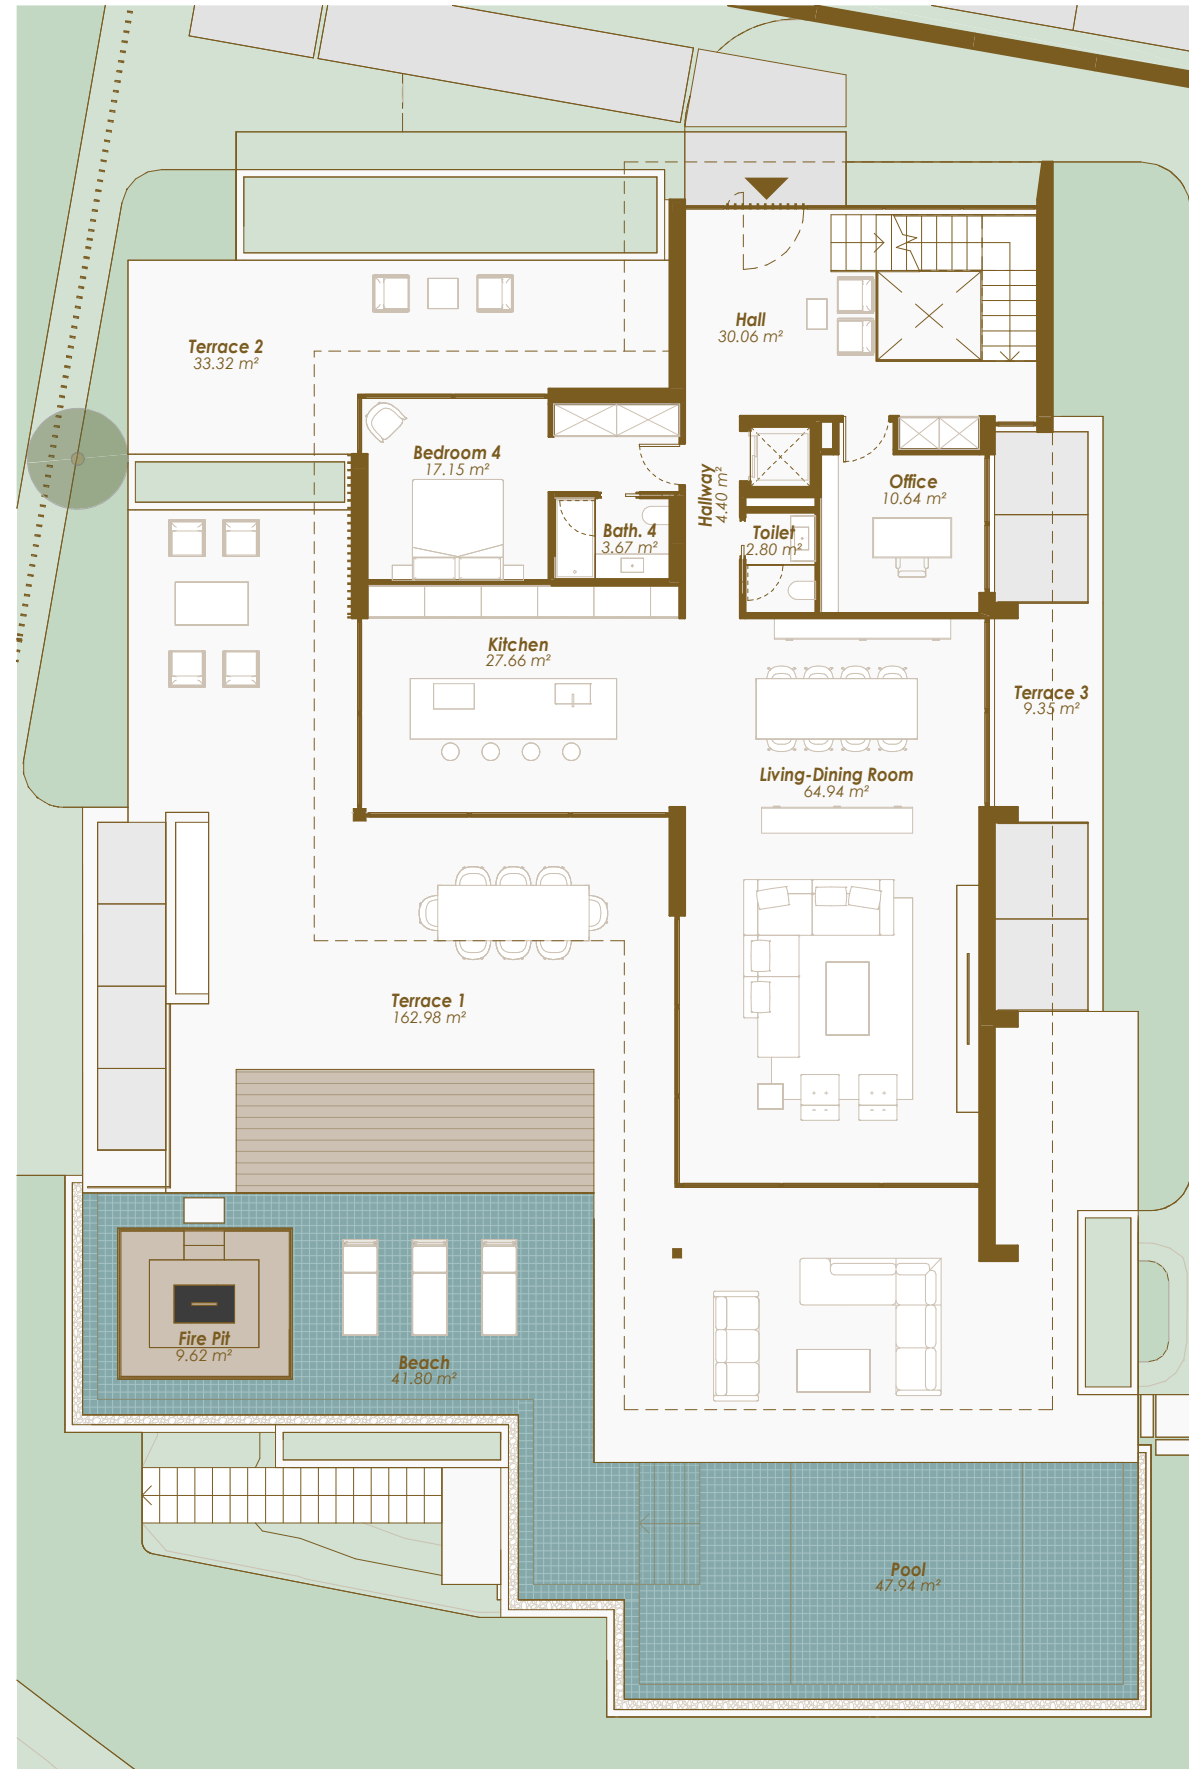 Hall
30.06 m²
Terrace 2
33.32 m²
Bedroom 4
17.15 m²
Hallway
4.40 m²
Office
10.64 m²
Bath. 4
3.67 m²
Toilet
2.80 m²
Kitchen
27.66 m²
Terrace 3
9.35 m²
Living-Dining Room
64.94 m²
Terrace 1
162.98 m²
Fire Pit
9.62 m²
Beach
41.80 m²
Pool
47.94 m²